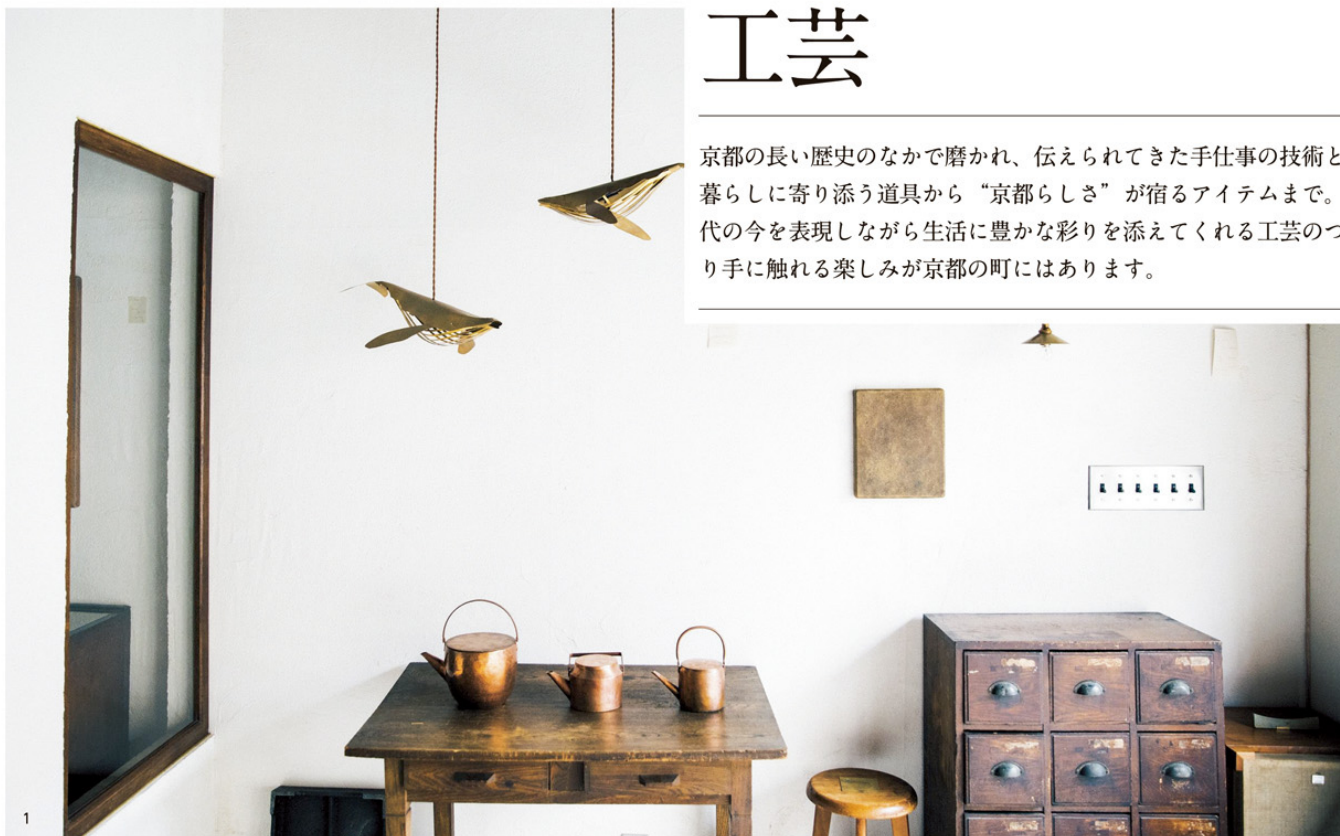 工芸
京都の長い歴史のなかで磨かれ、伝えられてきた手仕事の技術と
暮らしに寄り添う道具から“京都らしさ”が宿るアイテムまで。
代の今を表現しながら生活に豊かな彩りを添えてくれる工芸のつ
り手に触れる楽しみが京都の町にはあります。
1